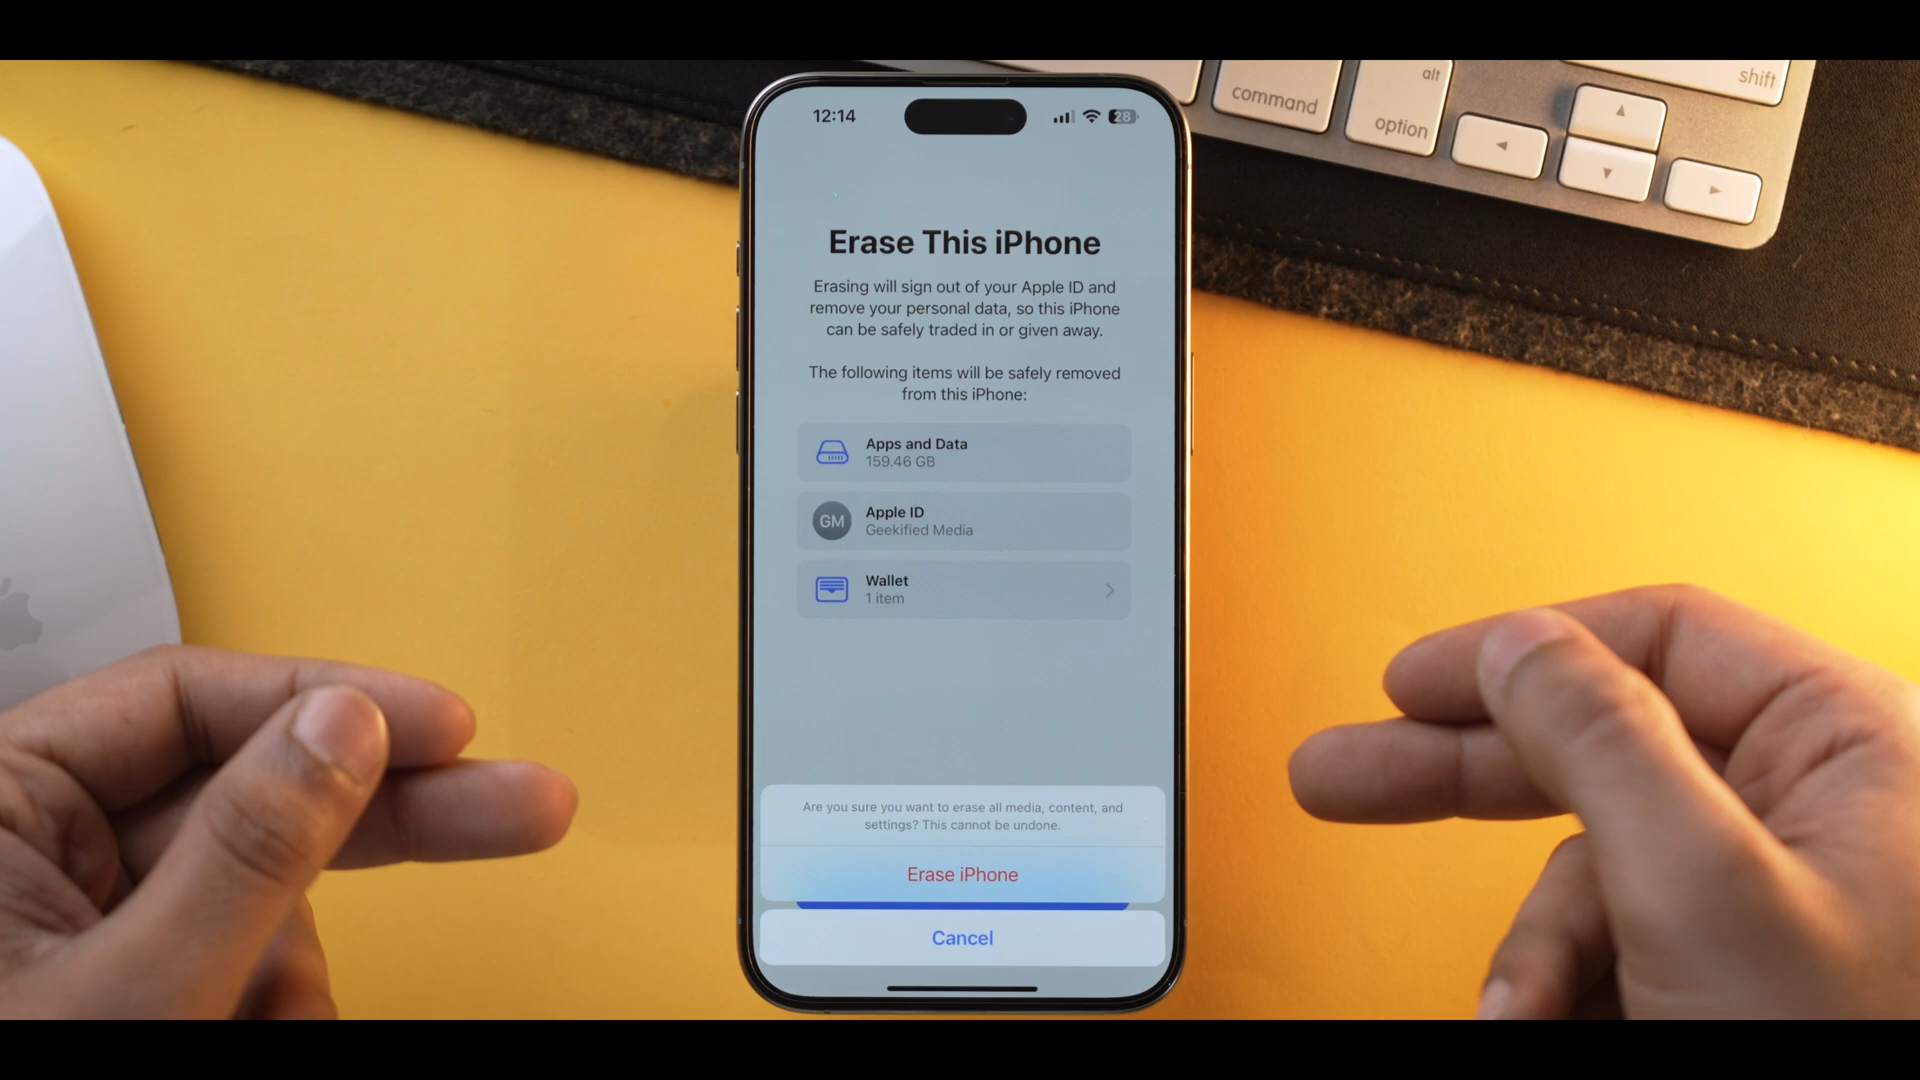 command
alt
option
shift
12:14
28
Erase This iPhone
Erasing will sign out of your Apple ID and
remove your personal data, so this iPhone
can be safely traded in or given away.
The following items will be safely removed
from this iPhone:
Apps and Data
159.46 GB
GM
Apple ID
Geekified Media
Wallet
1 item
Are you sure you want to erase all media, content, and
settings? This cannot be undone.
Erase iPhone
Cancel